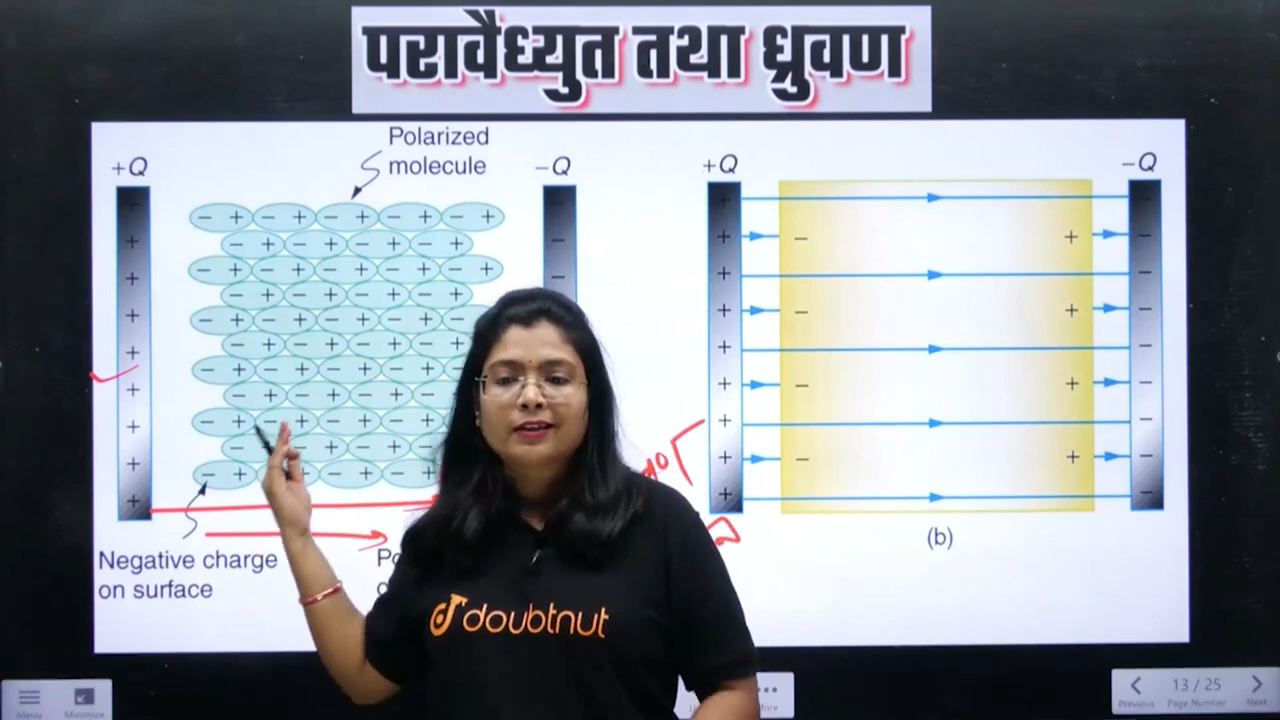 परावैध्युत तथा ध्रुवण
Polarized
molecule
+Q
−Q
+Q
−Q
Negative charge
on surface
(b)
doubtnut
Menu
Minimize
More
13 / 25
Previous
Page Number
Next